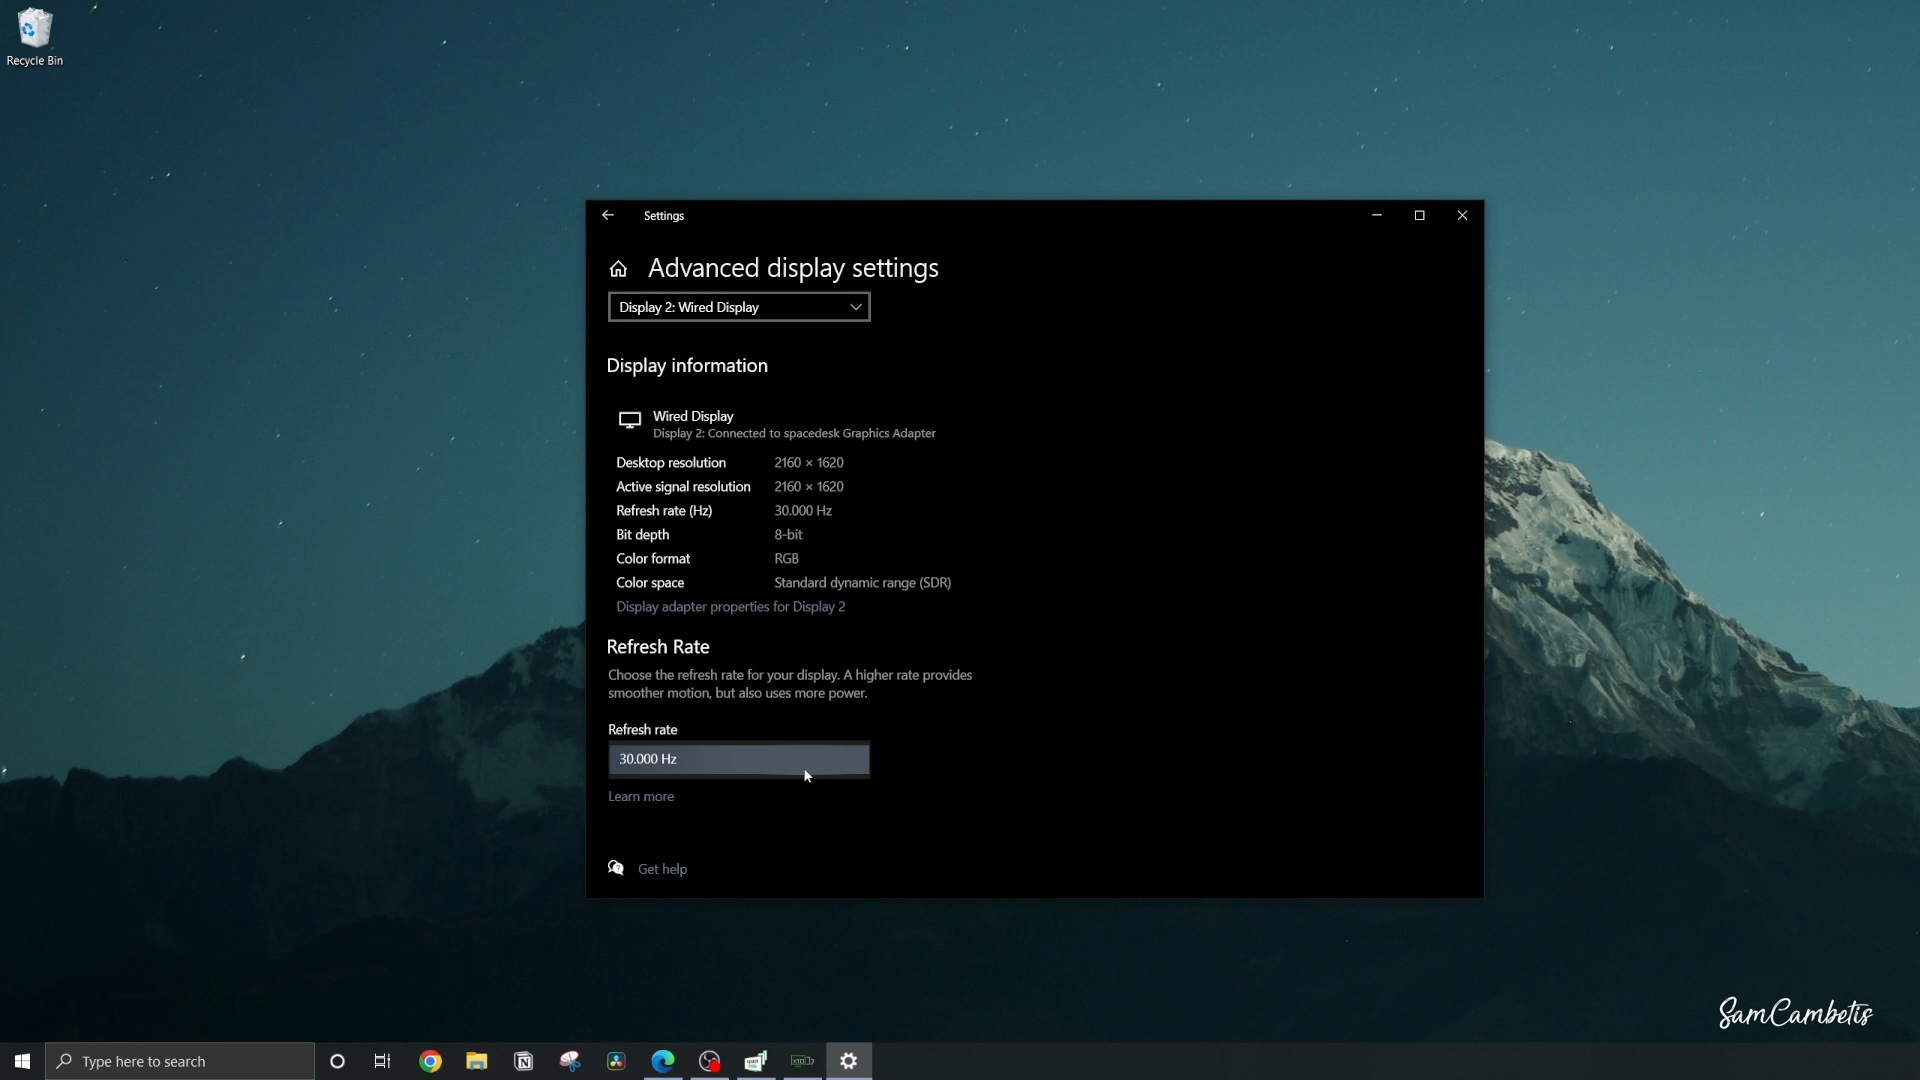 Recycle Bin
Settings
Advanced display settings
Display 2: Wired Display
Display information
Wired Display
Display 2: Connected to spacedesk Graphics Adapter
Desktop resolution 2160 × 1620
Active signal resolution 2160 × 1620
Refresh rate (Hz) 30.000 Hz
Bit depth 8-bit
Color format RGB
Color space Standard dynamic range (SDR)
Display adapter properties for Display 2
Refresh Rate
Choose the refresh rate for your display. A higher rate provides
smoother motion, but also uses more power.
Refresh rate
30.000 Hz
Learn more
Get help
SamCambetis
Type here to search